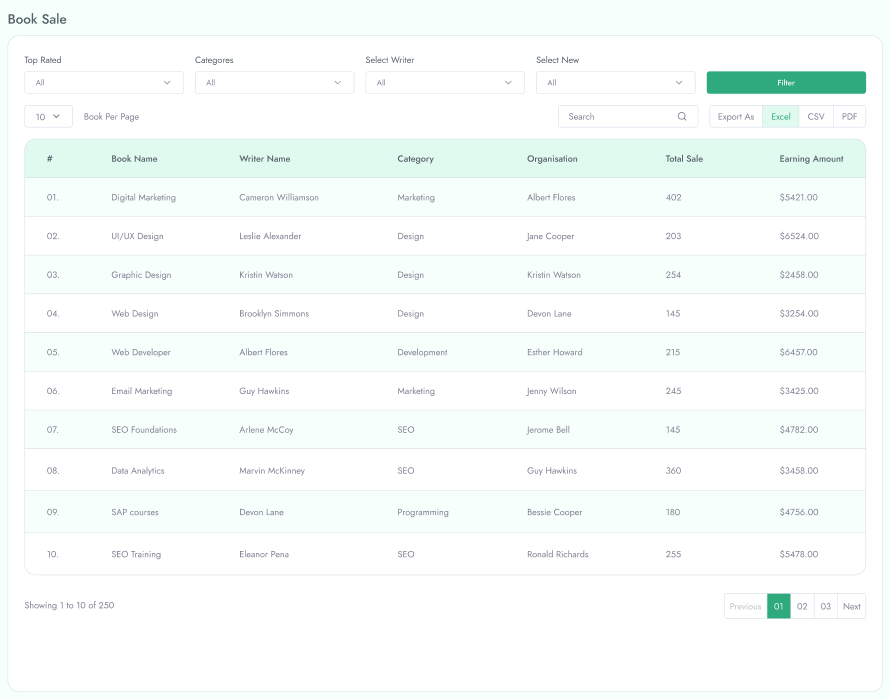 Book Sale
Top Rated Categores Select Writer Select New
All All All All Filter
10 Book Per Page Search Export As Excel CSV PDF
# Book Name Writer Name Category Organisation Total Sale Earning Amount
01. Digital Marketing Cameron Williamson Marketing Albert Flores 402 $5421.00
02. UI/UX Design Leslie Alexander Design Jane Cooper 203 $6524.00
03. Graphic Design Kristin Watson Design Kristin Watson 254 $2458.00
04. Web Design Brooklyn Simmons Design Devon Lane 145 $3254.00
05. Web Developer Albert Flores Development Esther Howard 215 $6457.00
06. Email Marketing Guy Hawkins Marketing Jenny Wilson 245 $3425.00
07. SEO Foundations Arlene McCoy SEO Jerome Bell 145 $4782.00
08. Data Analytics Marvin McKinney SEO Guy Hawkins 360 $3458.00
09. SAP courses Devon Lane Programming Bessie Cooper 180 $4756.00
10. SEO Training Eleanor Pena SEO Ronald Richards 255 $5478.00
Showing 1 to 10 of 250 Previous 01 02 03 Next